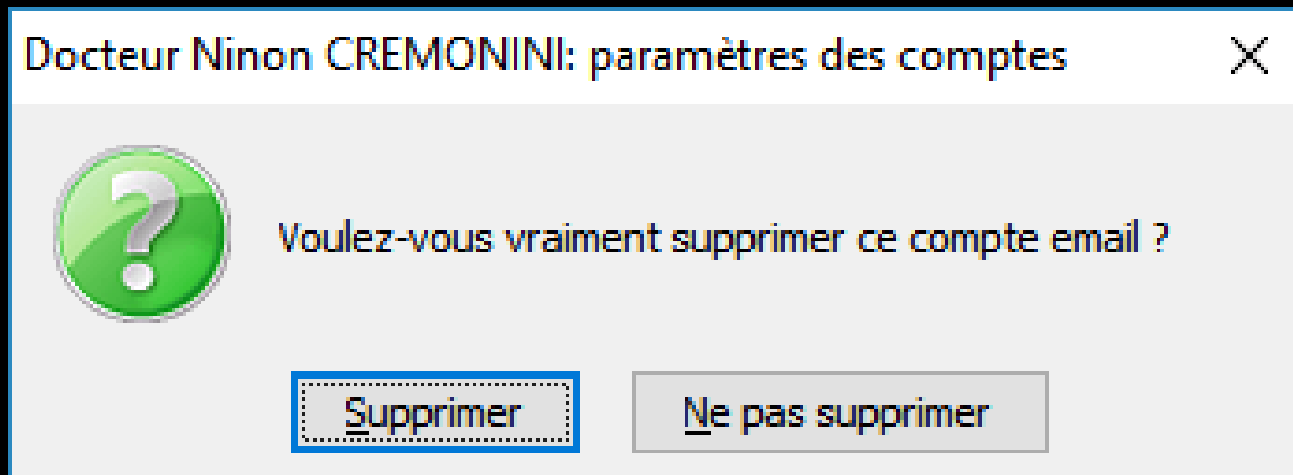 Docteur Ninon CREMONINI: paramètres des comptes
Voulez-vous vraiment supprimer ce compte email ?
Supprimer
Ne pas supprimer